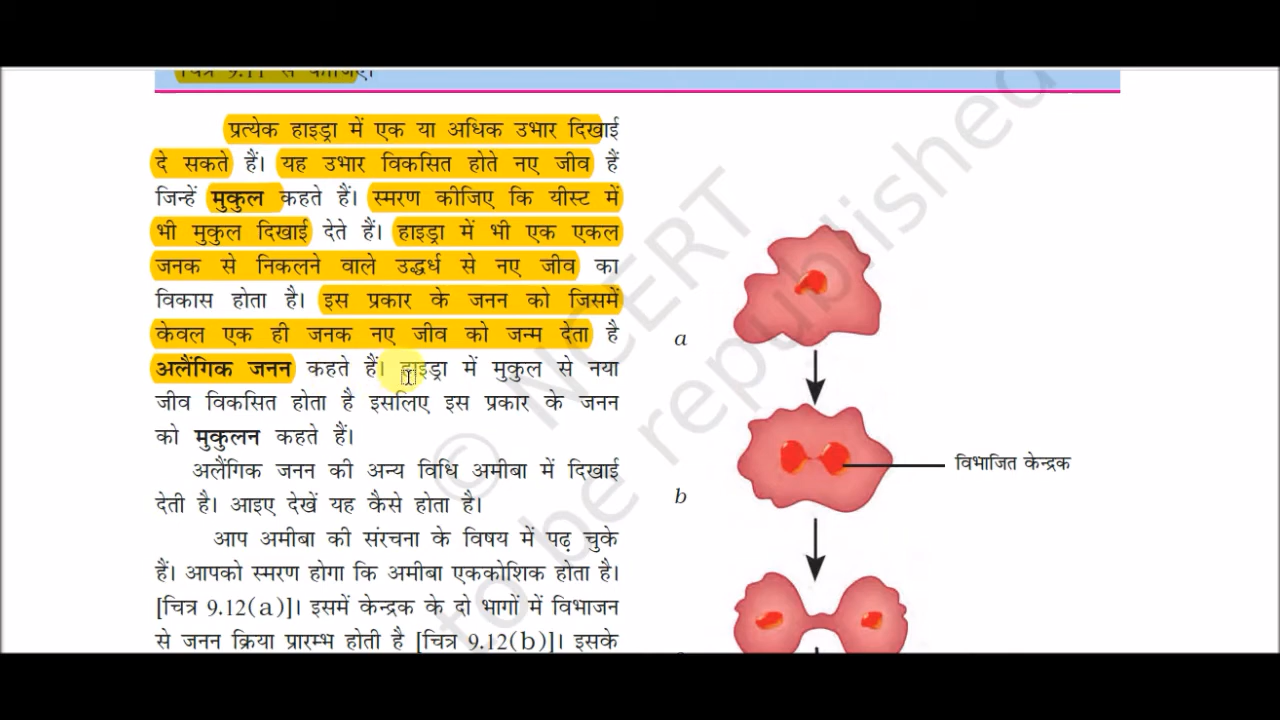 चित्र 9.11 से कीजिए।
प्रत्येक हाइड्रा में एक या अधिक उभार दिखाई
दे सकते हैं। यह उभार विकसित होते नए जीव हैं
जिन्हें मुकुल कहते हैं। स्मरण कीजिए कि यीस्ट में
भी मुकुल दिखाई देते हैं। हाइड्रा में भी एक एकल
जनक से निकलने वाले उद्धर्ध से नए जीव का
विकास होता है। इस प्रकार के जनन को जिसमें
केवल एक ही जनक नए जीव को जन्म देता है
अलैंगिक जनन कहते हैं। हाइड्रा में मुकुल से नया
जीव विकसित होता है इसलिए इस प्रकार के जनन
को मुकुलन कहते हैं।
अलैंगिक जनन की अन्य विधि अमीबा में दिखाई
देती है। आइए देखें यह कैसे होता है।
आप अमीबा की संरचना के विषय में पढ़ चुके
हैं। आपको स्मरण होगा कि अमीबा एककोशिक होता है।
[चित्र 9.12(a)]। इसमें केन्द्रक के दो भागों में विभाजन
से जनन क्रिया प्रारम्भ होती है [चित्र 9.12(b)]। इसके
a
b
विभाजित केन्द्रक
© NCERT
to be republished